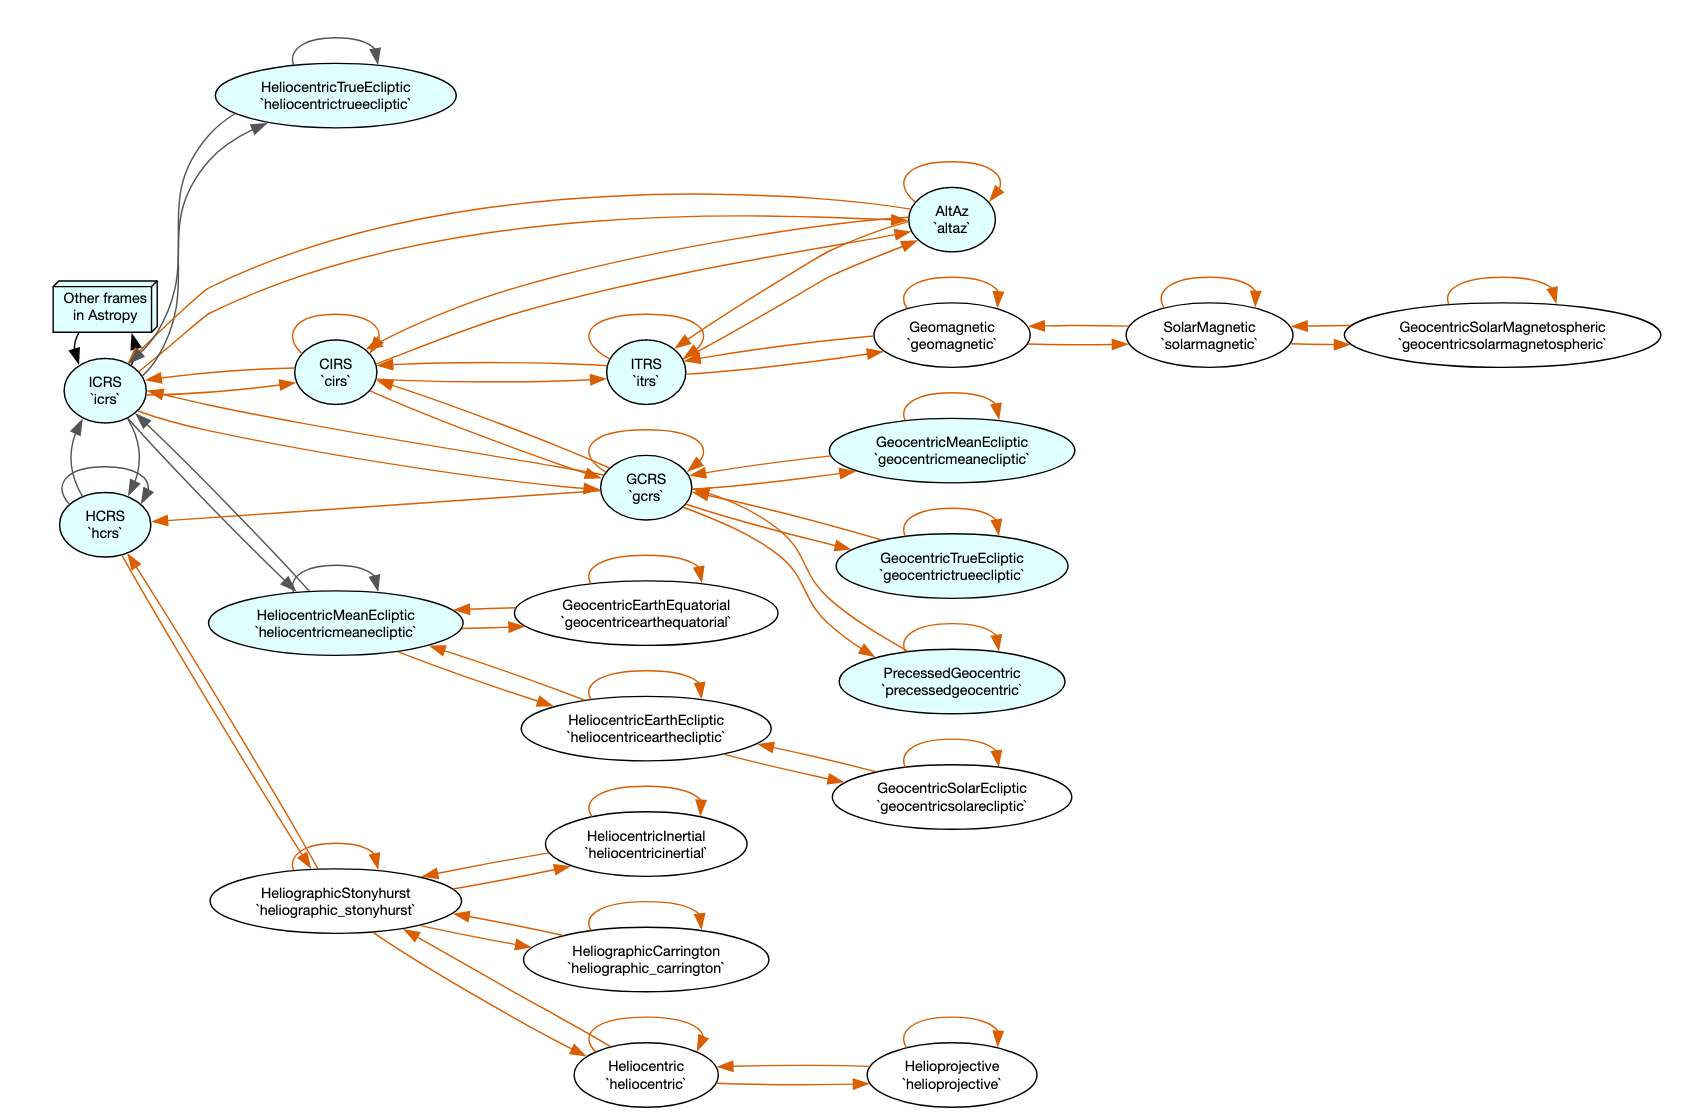 HeliocentricTrueEcliptic
`heliocentrictrueecliptic`
AltAz
`altaz`
Other frames
in Astropy
Geomagnetic
`geomagnetic`
SolarMagnetic
`solarmagnetic`
GeocentricSolarMagnetospheric
`geocentricsolarmagnetospheric`
CIRS
`cirs`
ITRS
`itrs`
ICRS
`icrs`
GeocentricMeanEcliptic
`geocentricmeanecliptic`
GCRS
`gcrs`
HCRS
`hcrs`
GeocentricTrueEcliptic
`geocentrictrueecliptic`
HeliocentricMeanEcliptic
`heliocentricmeanecliptic`
GeocentricEarthEquatorial
`geocentricearthequatorial`
PrecessedGeocentric
`precessedgeocentric`
HeliocentricEarthEcliptic
`heliocentricearthecliptic`
GeocentricSolarEcliptic
`geocentricsolarecliptic`
HeliocentricInertial
`heliocentricinertial`
HeliographicStonyhurst
`heliographic_stonyhurst`
HeliographicCarrington
`heliographic_carrington`
Heliocentric
`heliocentric`
Helioprojective
`helioprojective`